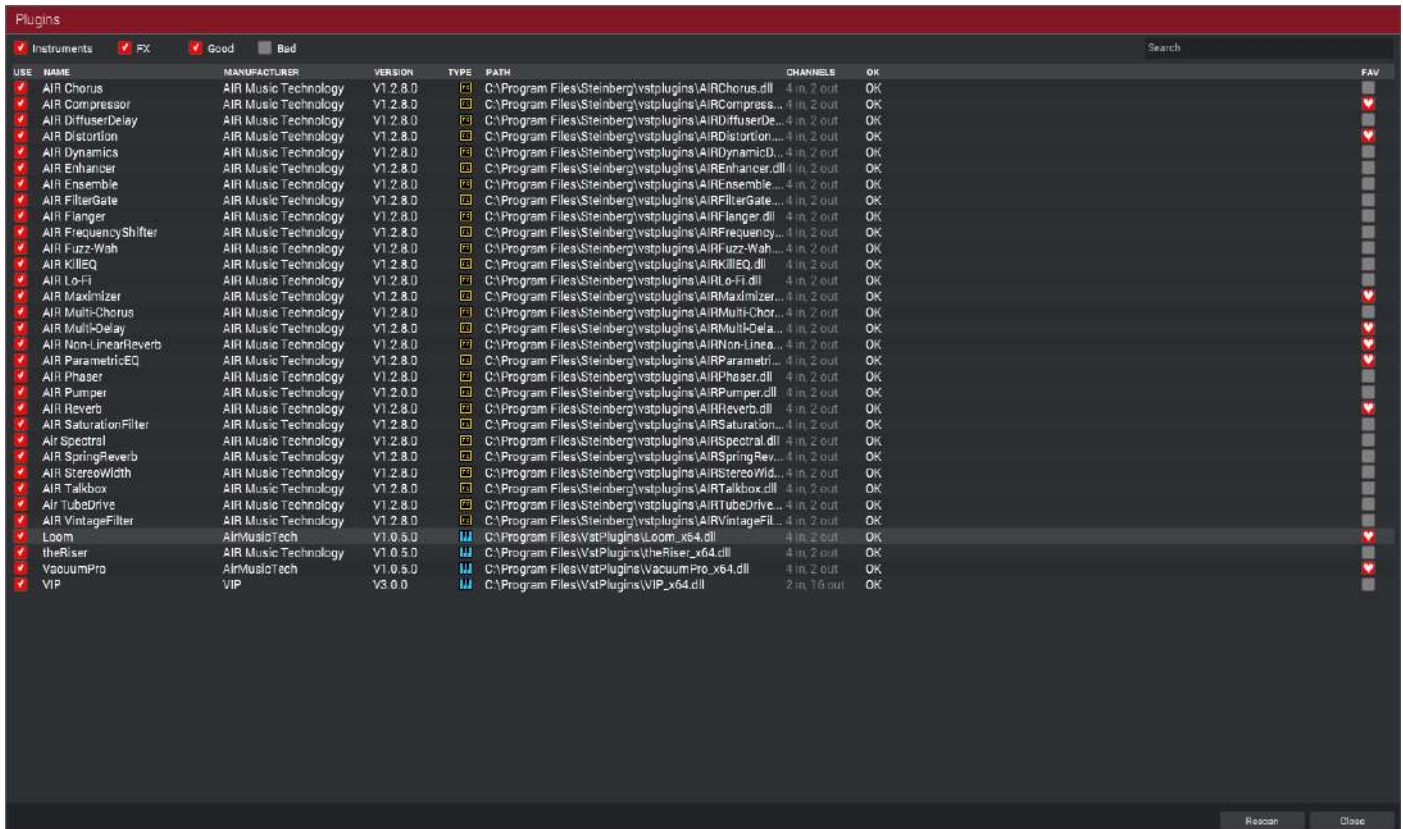 Plugins
Instruments FX Good Bad Search
USE NAME MANUFACTURER VERSION TYPE PATH CHANNELS OK FAV
AIR Chorus AIR Music Technology V1.2.8.0 C:\Program Files\Steinberg\vstplugins\AIRChorus.dll 4 in, 2 out OK
AIR Compressor AIR Music Technology V1.2.8.0 C:\Program Files\Steinberg\vstplugins\AIRCompress... 4 in, 2 out OK
AIR DiffuserDelay AIR Music Technology V1.2.8.0 C:\Program Files\Steinberg\vstplugins\AIRDiffuserDe... 4 in, 2 out OK
AIR Distortion AIR Music Technology V1.2.8.0 C:\Program Files\Steinberg\vstplugins\AIRDistortion.... 4 in, 2 out OK
AIR Dynamics AIR Music Technology V1.2.8.0 C:\Program Files\Steinberg\vstplugins\AIRDynamicD... 4 in, 2 out OK
AIR Enhancer AIR Music Technology V1.2.8.0 C:\Program Files\Steinberg\vstplugins\AIREnhancer.dll 4 in, 2 out OK
AIR Ensemble AIR Music Technology V1.2.8.0 C:\Program Files\Steinberg\vstplugins\AIREnsemble.... 4 in, 2 out OK
AIR FilterGate AIR Music Technology V1.2.8.0 C:\Program Files\Steinberg\vstplugins\AIRFilterGate.... 4 in, 2 out OK
AIR Flanger AIR Music Technology V1.2.8.0 C:\Program Files\Steinberg\vstplugins\AIRFlanger.dll 4 in, 2 out OK
AIR FrequencyShifter AIR Music Technology V1.2.8.0 C:\Program Files\Steinberg\vstplugins\AIRFrequency... 4 in, 2 out OK
AIR Fuzz-Wah AIR Music Technology V1.2.8.0 C:\Program Files\Steinberg\vstplugins\AIRFuzz-Wah.... 4 in, 2 out OK
AIR KillEQ AIR Music Technology V1.2.8.0 C:\Program Files\Steinberg\vstplugins\AIRKillEQ.dll 4 in, 2 out OK
AIR Lo-Fi AIR Music Technology V1.2.8.0 C:\Program Files\Steinberg\vstplugins\AIRLo-Fi.dll 4 in, 2 out OK
AIR Maximizer AIR Music Technology V1.2.8.0 C:\Program Files\Steinberg\vstplugins\AIRMaximizer... 4 in, 2 out OK
AIR Multi-Chorus AIR Music Technology V1.2.8.0 C:\Program Files\Steinberg\vstplugins\AIRMulti-Chor... 4 in, 2 out OK
AIR Multi-Delay AIR Music Technology V1.2.8.0 C:\Program Files\Steinberg\vstplugins\AIRMulti-Dela... 4 in, 2 out OK
AIR Non-LinearReverb AIR Music Technology V1.2.8.0 C:\Program Files\Steinberg\vstplugins\AIRNon-Linea... 4 in, 2 out OK
AIR ParametricEQ AIR Music Technology V1.2.8.0 C:\Program Files\Steinberg\vstplugins\AIRParametri... 4 in, 2 out OK
AIR Phaser AIR Music Technology V1.2.8.0 C:\Program Files\Steinberg\vstplugins\AIRPhaser.dll 4 in, 2 out OK
AIR Pumper AIR Music Technology V1.2.0.0 C:\Program Files\Steinberg\vstplugins\AIRPumper.dll 4 in, 2 out OK
AIR Reverb AIR Music Technology V1.2.8.0 C:\Program Files\Steinberg\vstplugins\AIRReverb.dll 4 in, 2 out OK
AIR SaturationFilter AIR Music Technology V1.2.8.0 C:\Program Files\Steinberg\vstplugins\AIRSaturation... 4 in, 2 out OK
Air Spectral AIR Music Technology V1.2.8.0 C:\Program Files\Steinberg\vstplugins\AIRSpectral.dll 4 in, 2 out OK
AIR SpringReverb AIR Music Technology V1.2.8.0 C:\Program Files\Steinberg\vstplugins\AIRSpringRev... 4 in, 2 out OK
AIR StereoWidth AIR Music Technology V1.2.8.0 C:\Program Files\Steinberg\vstplugins\AIRStereoWid... 4 in, 2 out OK
AIR Talkbox AIR Music Technology V1.2.8.0 C:\Program Files\Steinberg\vstplugins\AIRTalkbox.dll 4 in, 2 out OK
Air TubeDrive AIR Music Technology V1.2.8.0 C:\Program Files\Steinberg\vstplugins\AIRTubeDrive... 4 in, 2 out OK
AIR VintageFilter AIR Music Technology V1.2.8.0 C:\Program Files\Steinberg\vstplugins\AIRVintageFil... 4 in, 2 out OK
Loom AirMusicTech V1.0.5.0 C:\Program Files\VstPlugins\Loom_x64.dll 4 in, 2 out OK
theRiser AIR Music Technology V1.0.5.0 C:\Program Files\VstPlugins\theRiser_x64.dll 4 in, 2 out OK
VacuumPro AirMusicTech V1.0.5.0 C:\Program Files\VstPlugins\VacuumPro_x64.dll 4 in, 2 out OK
VIP VIP V3.0.0 C:\Program Files\VstPlugins\VIP_x64.dll 2 in, 16 out OK
Rescan Close